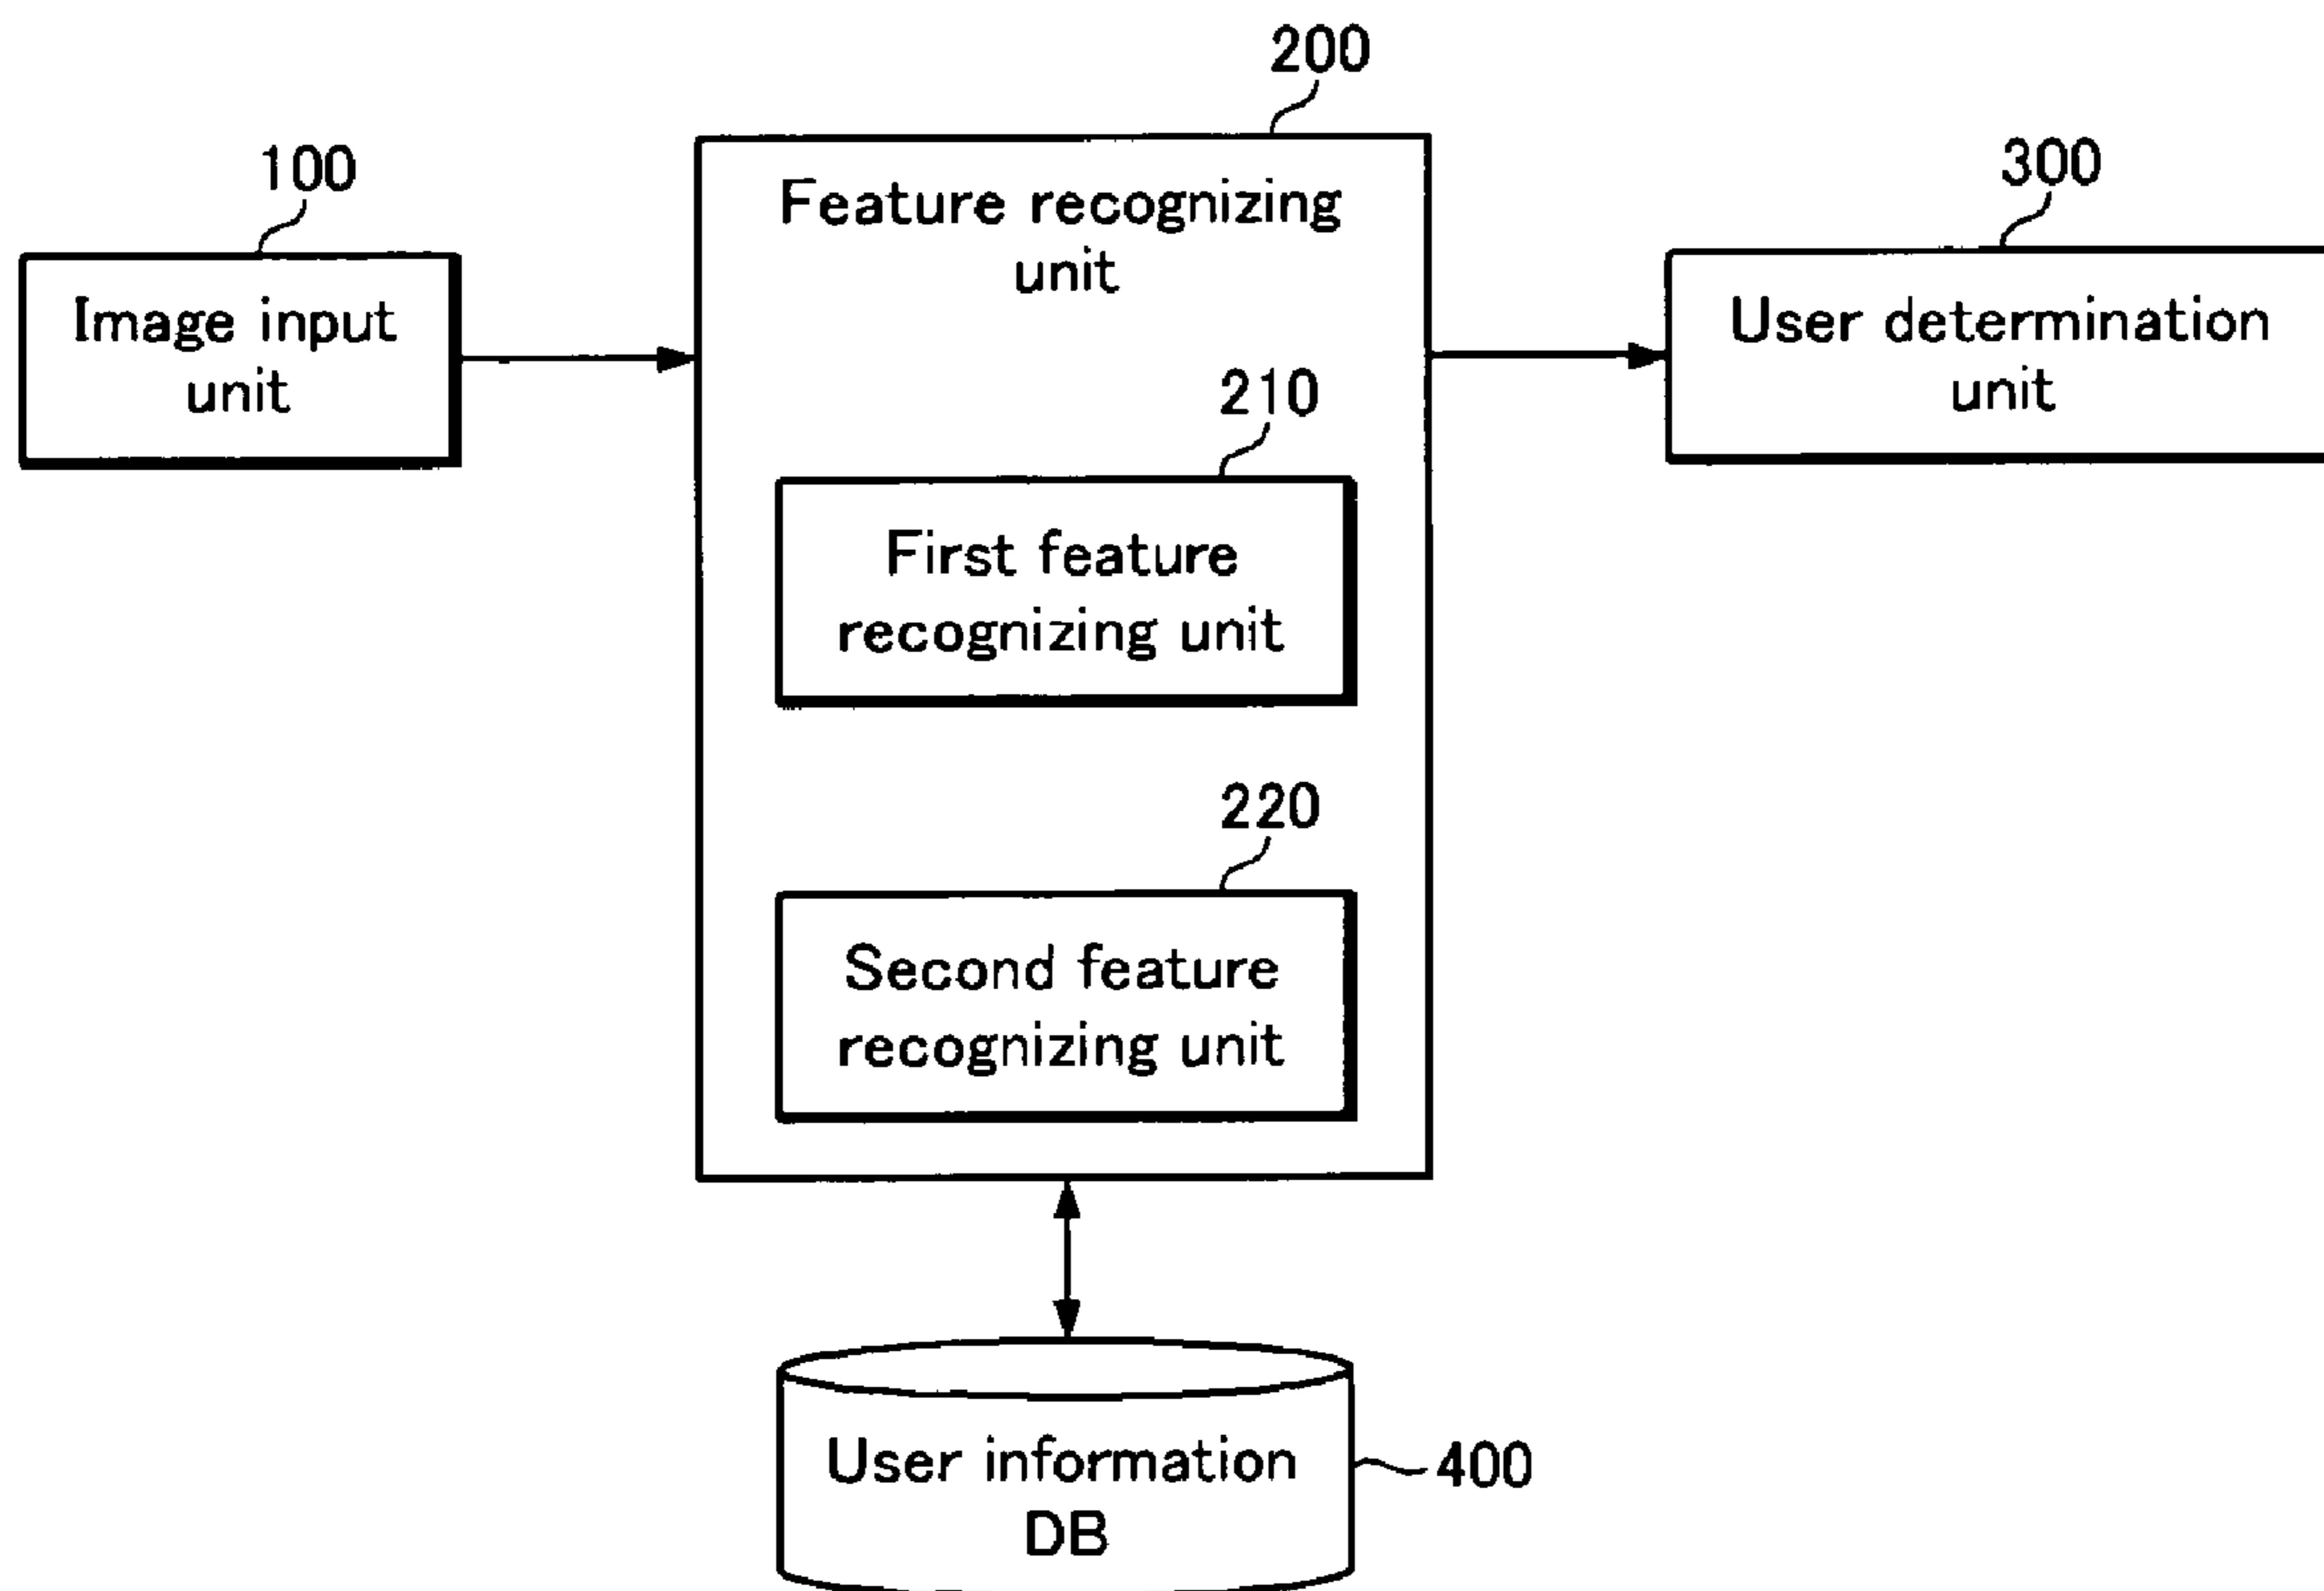 200
100
300
Feature recognizing
unit
Image input
unit
User determination
unit
210
First feature
recognizing unit
220
Second feature
recognizing unit
User information
DB
400